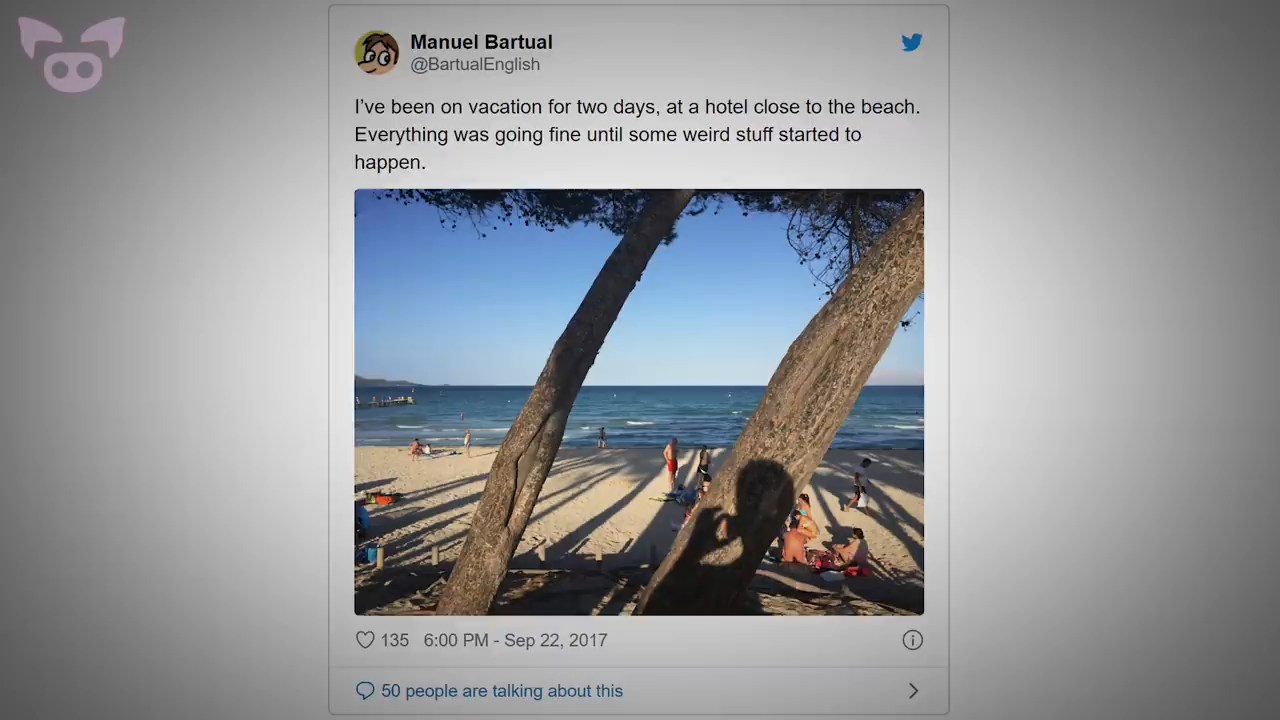 Manuel Bartual
@BartualEnglish
I’ve been on vacation for two days, at a hotel close to the beach.
Everything was going fine until some weird stuff started to
happen.
135 6:00 PM - Sep 22, 2017
50 people are talking about this